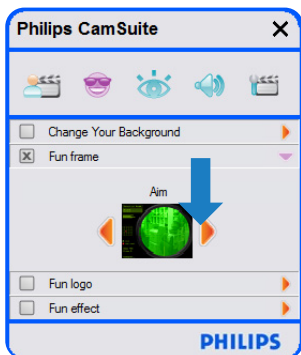 Philips CamSuite
Change Your Background
Fun frame
Aim
Fun logo
Fun effect
PHILIPS